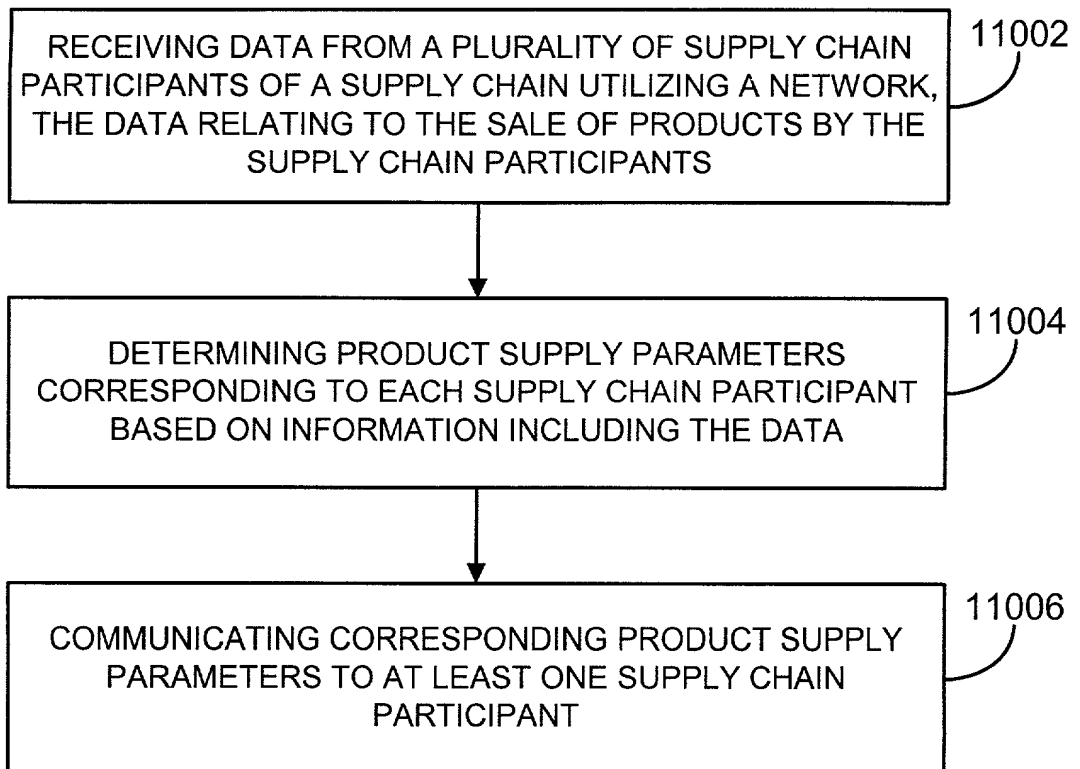 RECEIVING DATA FROM A PLURALITY OF SUPPLY CHAIN
PARTICIPANTS OF A SUPPLY CHAIN UTILIZING A NETWORK,
THE DATA RELATING TO THE SALE OF PRODUCTS BY THE
SUPPLY CHAIN PARTICIPANTS
11002
DETERMINING PRODUCT SUPPLY PARAMETERS
CORRESPONDING TO EACH SUPPLY CHAIN PARTICIPANT
BASED ON INFORMATION INCLUDING THE DATA
11004
COMMUNICATING CORRESPONDING PRODUCT SUPPLY
PARAMETERS TO AT LEAST ONE SUPPLY CHAIN
PARTICIPANT
11006